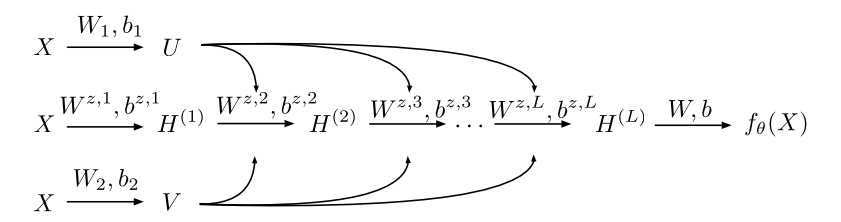 X W_1, b_1 U
X W^{z,1}, b^{z,1} H^{(1)} W^{z,2}, b^{z,2} H^{(2)} W^{z,3}, b^{z,3} ... W^{z,L}, b^{z,L} H^{(L)} W, b f_θ(X)
X W_2, b_2 V